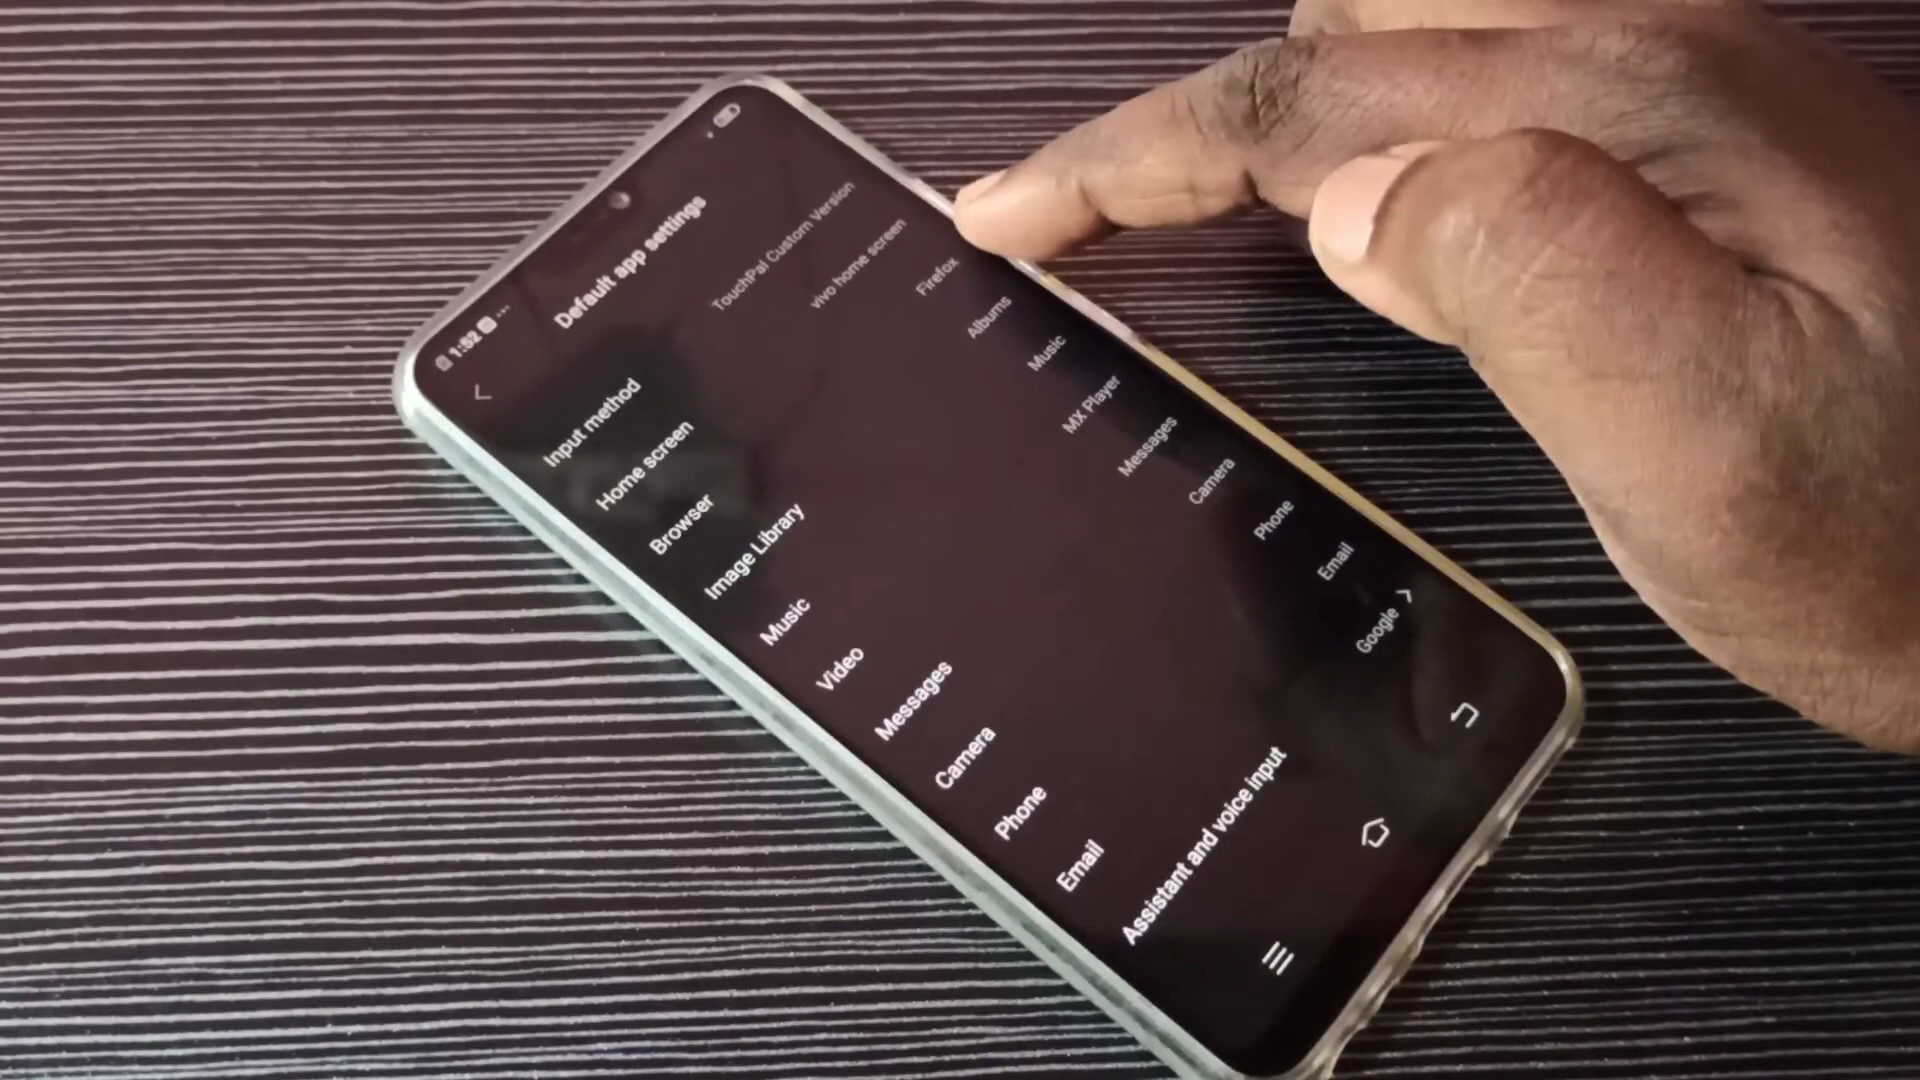 1:52 ...
Default app settings
Input method TouchPal Custom Version
Home screen vivo home screen
Browser Firefox
Image Library Albums
Music Music
Video MX Player
Messages Messages
Camera Camera
Phone Phone
Email Email
Assistant and voice input Google